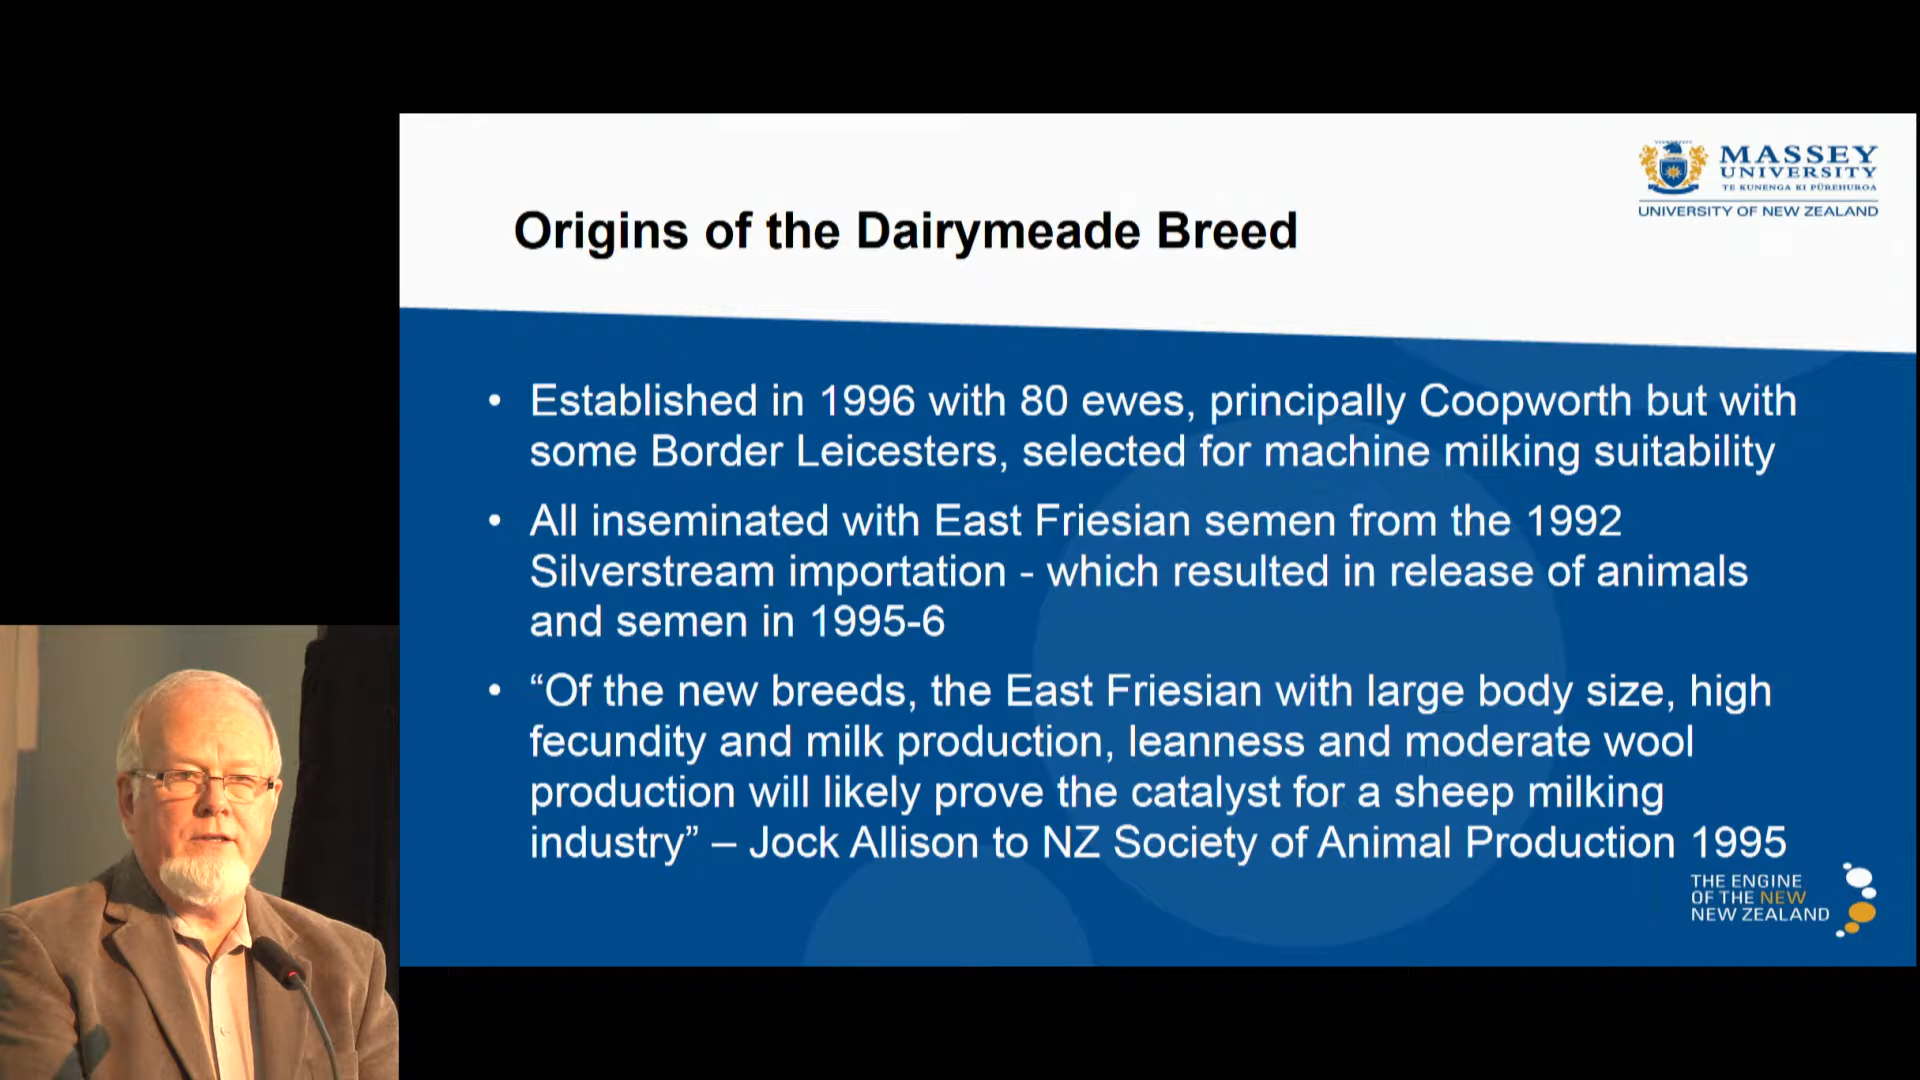 MASSEY
UNIVERSITY
TE KUNENGA KI PŪREHUROA
UNIVERSITY OF NEW ZEALAND
Origins of the Dairymeade Breed
• Established in 1996 with 80 ewes, principally Coopworth but with
some Border Leicesters, selected for machine milking suitability
• All inseminated with East Friesian semen from the 1992
Silverstream importation - which resulted in release of animals
and semen in 1995-6
• “Of the new breeds, the East Friesian with large body size, high
fecundity and milk production, leanness and moderate wool
production will likely prove the catalyst for a sheep milking
industry” – Jock Allison to NZ Society of Animal Production 1995
THE ENGINE
OF THE NEW
NEW ZEALAND